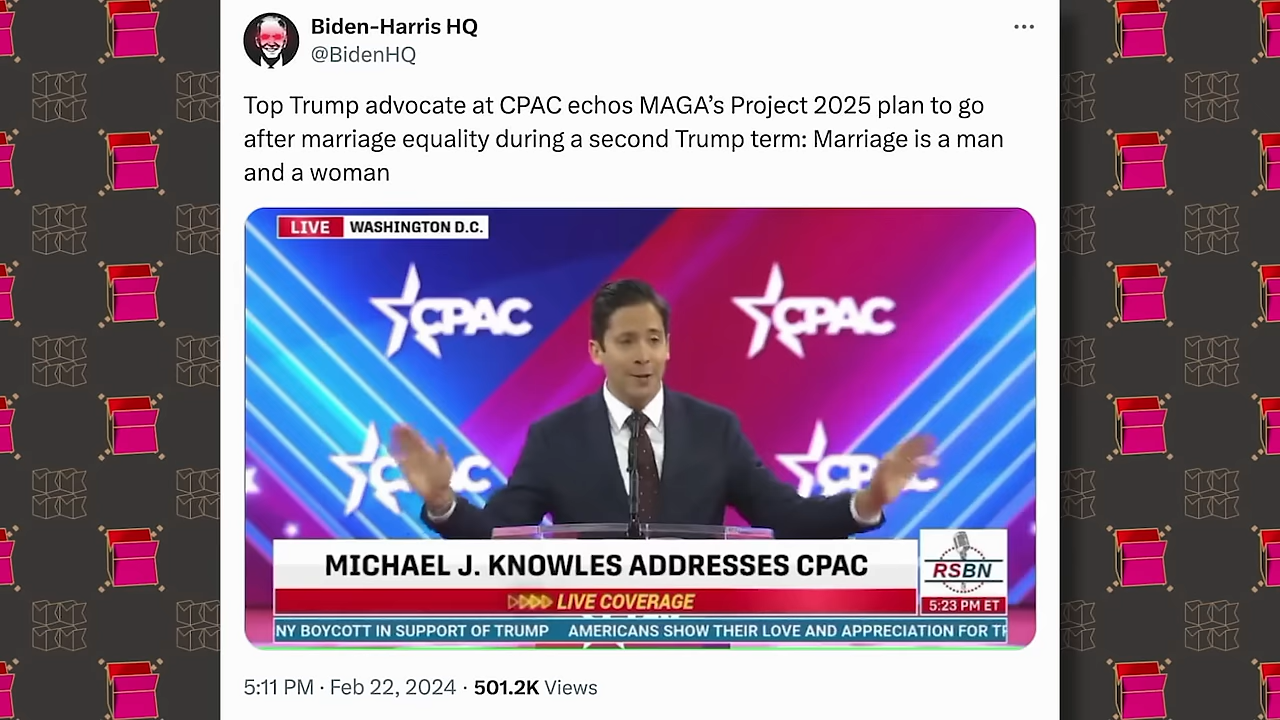 Biden-Harris HQ
@BidenHQ
Top Trump advocate at CPAC echos MAGA’s Project 2025 plan to go
after marriage equality during a second Trump term: Marriage is a man
and a woman
LIVE WASHINGTON D.C.
CPAC
CPAC
CPAC
CPAC
MICHAEL J. KNOWLES ADDRESSES CPAC
RSBN
LIVE COVERAGE
5:23 PM ET
NY BOYCOTT IN SUPPORT OF TRUMP AMERICANS SHOW THEIR LOVE AND APPRECIATION FOR
5:11 PM · Feb 22, 2024 · 501.2K Views